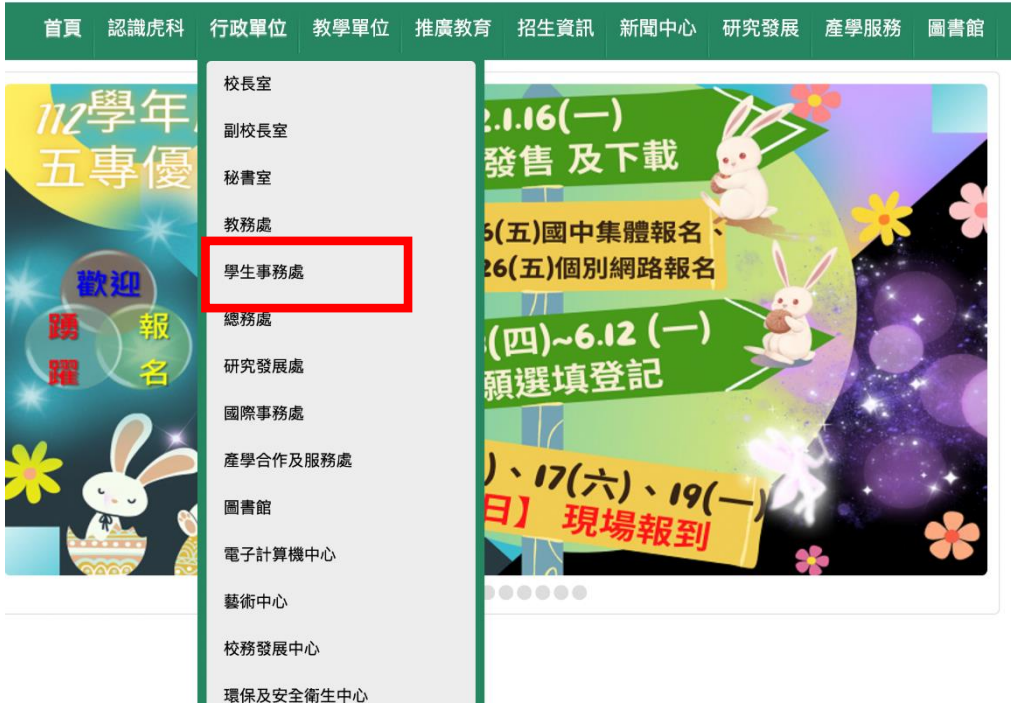 首頁 認識虎科 行政單位 教學單位 推廣教育 招生資訊 新聞中心 研究發展 產學服務 圖書館
校長室
副校長室
秘書室
教務處
學生事務處
總務處
研究發展處
國際事務處
產學合作及服務處
圖書館
電子計算機中心
藝術中心
校務發展中心
環保及安全衛生中心
112學年
五專優
歡迎
踴 報
躍 名
.1.16(一)
發售 及下載
(五)國中集體報名、
26(五)個別網路報名
(四)~6.12 (一)
願選填登記
)、17(六)、19(一)
日】 現場報到